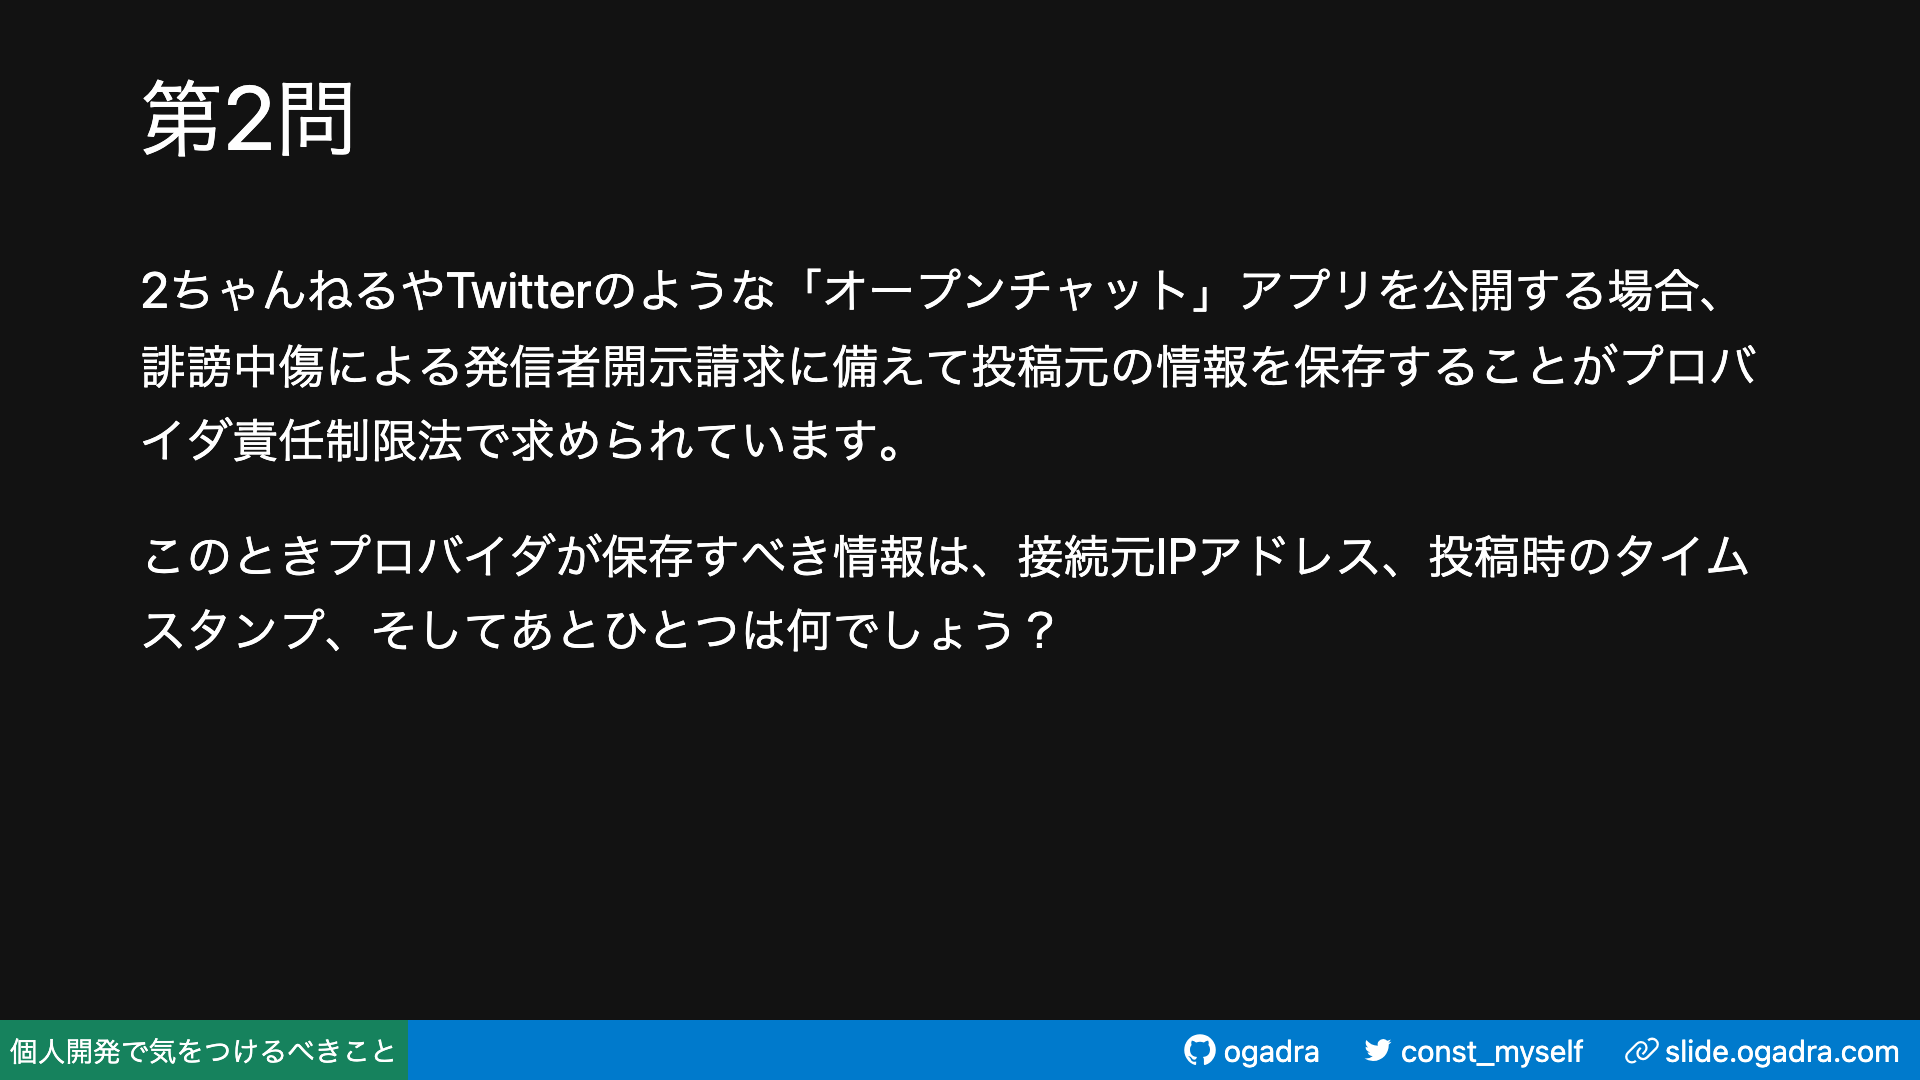 第2問
2ちゃんねるやTwitterのような「オープンチャット」アプリを公開する場合、
誹謗中傷による発信者開示請求に備えて投稿元の情報を保存することがプロバ
イダ責任制限法で求められています。
このときプロバイダが保存すべき情報は、接続元IPアドレス、投稿時のタイム
スタンプ、そしてあとひとつは何でしょう？
個人開発で気をつけるべきこと
ogadra
const_myself
slide.ogadra.com